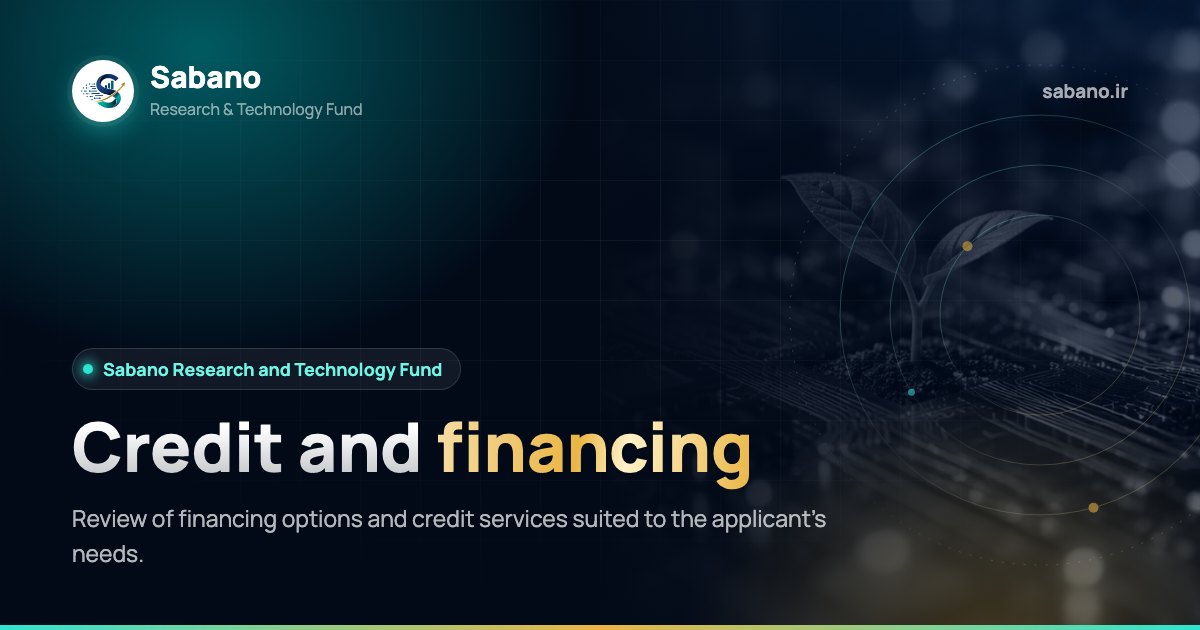 Sabano
Research & Technology Fund
sabano.ir
Sabano Research and Technology Fund
Credit and financing
Review of financing options and credit services suited to the applicant’s
needs.